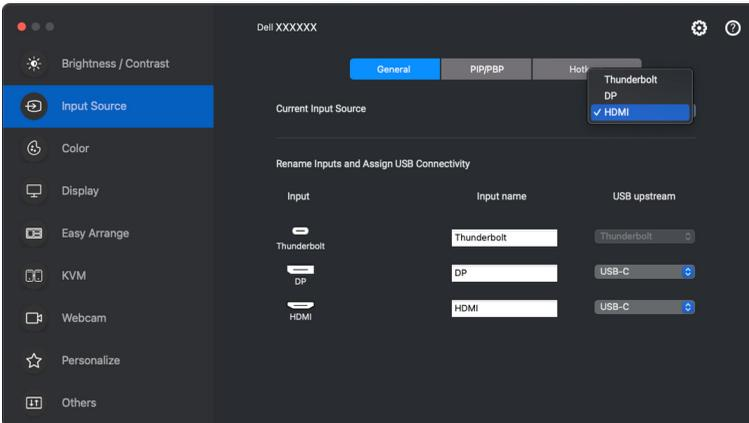 Dell XXXXXX
Brightness / Contrast
Input Source
Color
Display
Easy Arrange
KVM
Webcam
Personalize
Others
General PIP/PBP
Current Input Source
Thunderbolt
DP
✓ HDMI
Rename Inputs and Assign USB Connectivity
Input Input name USB upstream
Thunderbolt Thunderbolt Thunderbolt
DP DP USB-C
HDMI HDMI USB-C